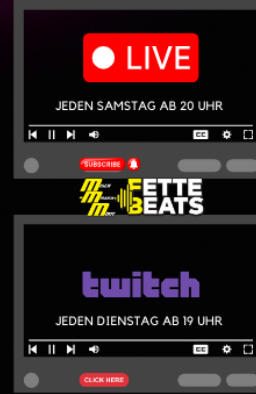 LIVE
JEDEN SAMSTAG AB 20 UHR
CC
SUBSCRIBE
FETTE
BEATS
twitch
JEDEN DIENSTAG AB 19 UHR
CC
CLICK HERE